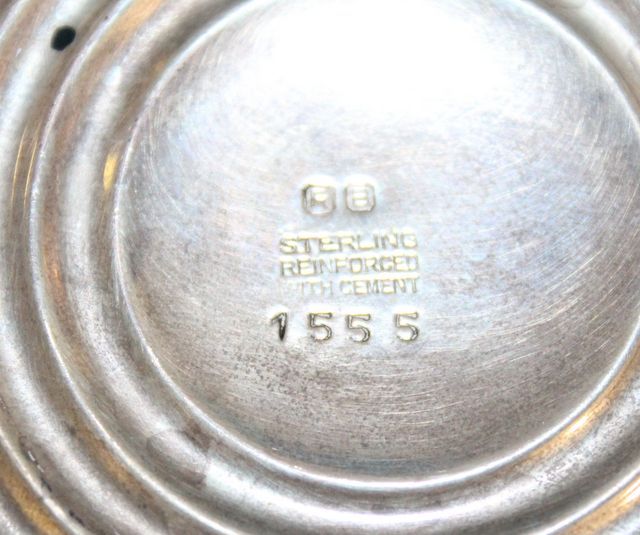 R B
STERLING
REINFORCED
WITH CEMENT
1555